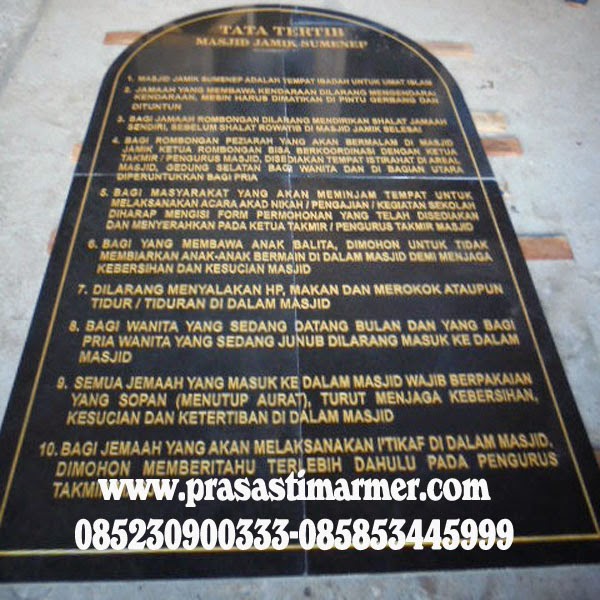 TATA TERTIB
MASJID JAMIK SUMENEP
1. MASJID JAMIK SUMENEP ADALAH TEMPAT IBADAH UNTUK UMAT ISLAM
2. JAMAAH YANG MEMBAWA KENDARAAN DILARANG MENGENDARAI
KENDARAAN, MESIN HARUS DIMATIKAN DI PINTU GERBANG DAN
DITUNTUN
3. BAGI JAMAAH ROMBONGAN DILARANG MENDIRIKAN SHALAT JAMAAH
SENDIRI, SEBELUM SHALAT ROWATIB DI MASJID JAMIK SELESAI
4. BAGI ROMBONGAN PEZIARAH YANG AKAN BERMALAM DI MASJID
JAMIK KETUA ROMBONGAN BISA BERKOORDINASI DENGAN KETUA
TAKMIR / PENGURUS MASJID, DISEDIAKAN TEMPAT ISTIRAHAT DI AREAL
MASJID, GEDUNG SELATAN BAGI WANITA DAN DI BAGIAN UTARA
DIPERUNTUKKAN BAGI PRIA
5. BAGI MASYARAKAT YANG AKAN MEMINJAM TEMPAT UNTUK
MELAKSANAKAN ACARA AKAD NIKAH / PENGAJIAN / KEGIATAN SEKOLAH
DIHARAP MENGISI FORM PERMOHONAN YANG TELAH DISEDIAKAN
DAN MENYERAHKAN PADA KETUA TAKMIR / PENGURUS TAKMIR MASJID
6. BAGI YANG MEMBAWA ANAK BALITA, DIMOHON UNTUK TIDAK
MEMBIARKAN ANAK-ANAK BERMAIN DI DALAM MASJID DEMI MENJAGA
KEBERSIHAN DAN KESUCIAN MASJID
7. DILARANG MENYALAKAN HP, MAKAN DAN MEROKOK ATAUPUN
TIDUR / TIDURAN DI DALAM MASJID
8. BAGI WANITA YANG SEDANG DATANG BULAN DAN YANG BAGI
PRIA WANITA YANG SEDANG JUNUB DILARANG MASUK KE DALAM
MASJID
9. SEMUA JEMAAH YANG MASUK KE DALAM MASJID WAJIB BERPAKAIAN
YANG SOPAN (MENUTUP AURAT), TURUT MENJAGA KEBERSIHAN,
KESUCIAN DAN KETERTIBAN DI DALAM MASJID
10. BAGI JEMAAH YANG AKAN MELAKSANAKAN I'TIKAF DI DALAM MASJID,
DIMOHON MEMBERITAHU TERLEBIH DAHULU PADA PENGURUS
TAKMIR
www.prasastimarmer.com
085230900333-085853445999